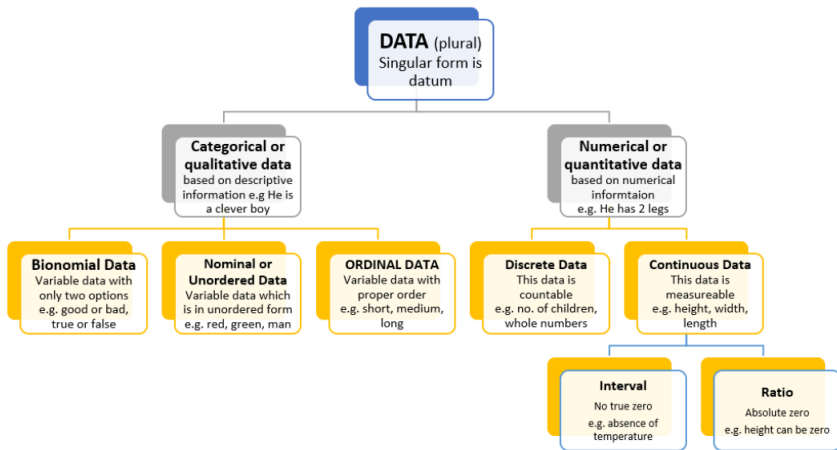 DATA (plural)
Singular form is
datum
Categorical or
qualitative data
based on descriptive
information e.g He is
a clever boy
Numerical or
quantitative data
based on numerical
informtaion
e.g. He has 2 legs
Bionomial Data
Variable data with
only two options
e.g. good or bad,
true or false
Nominal or
Unordered Data
Variable data which
is in unordered form
e.g. red, green, man
ORDINAL DATA
Variable data with
proper order
e.g. short, medium,
long
Discrete Data
This data is
countable
e.g. no. of children,
whole numbers
Continuous Data
This data is
measureable
e.g. height, width,
length
Interval
No true zero
e.g. absence of
temperature
Ratio
Absolute zero
e.g. height can be zero